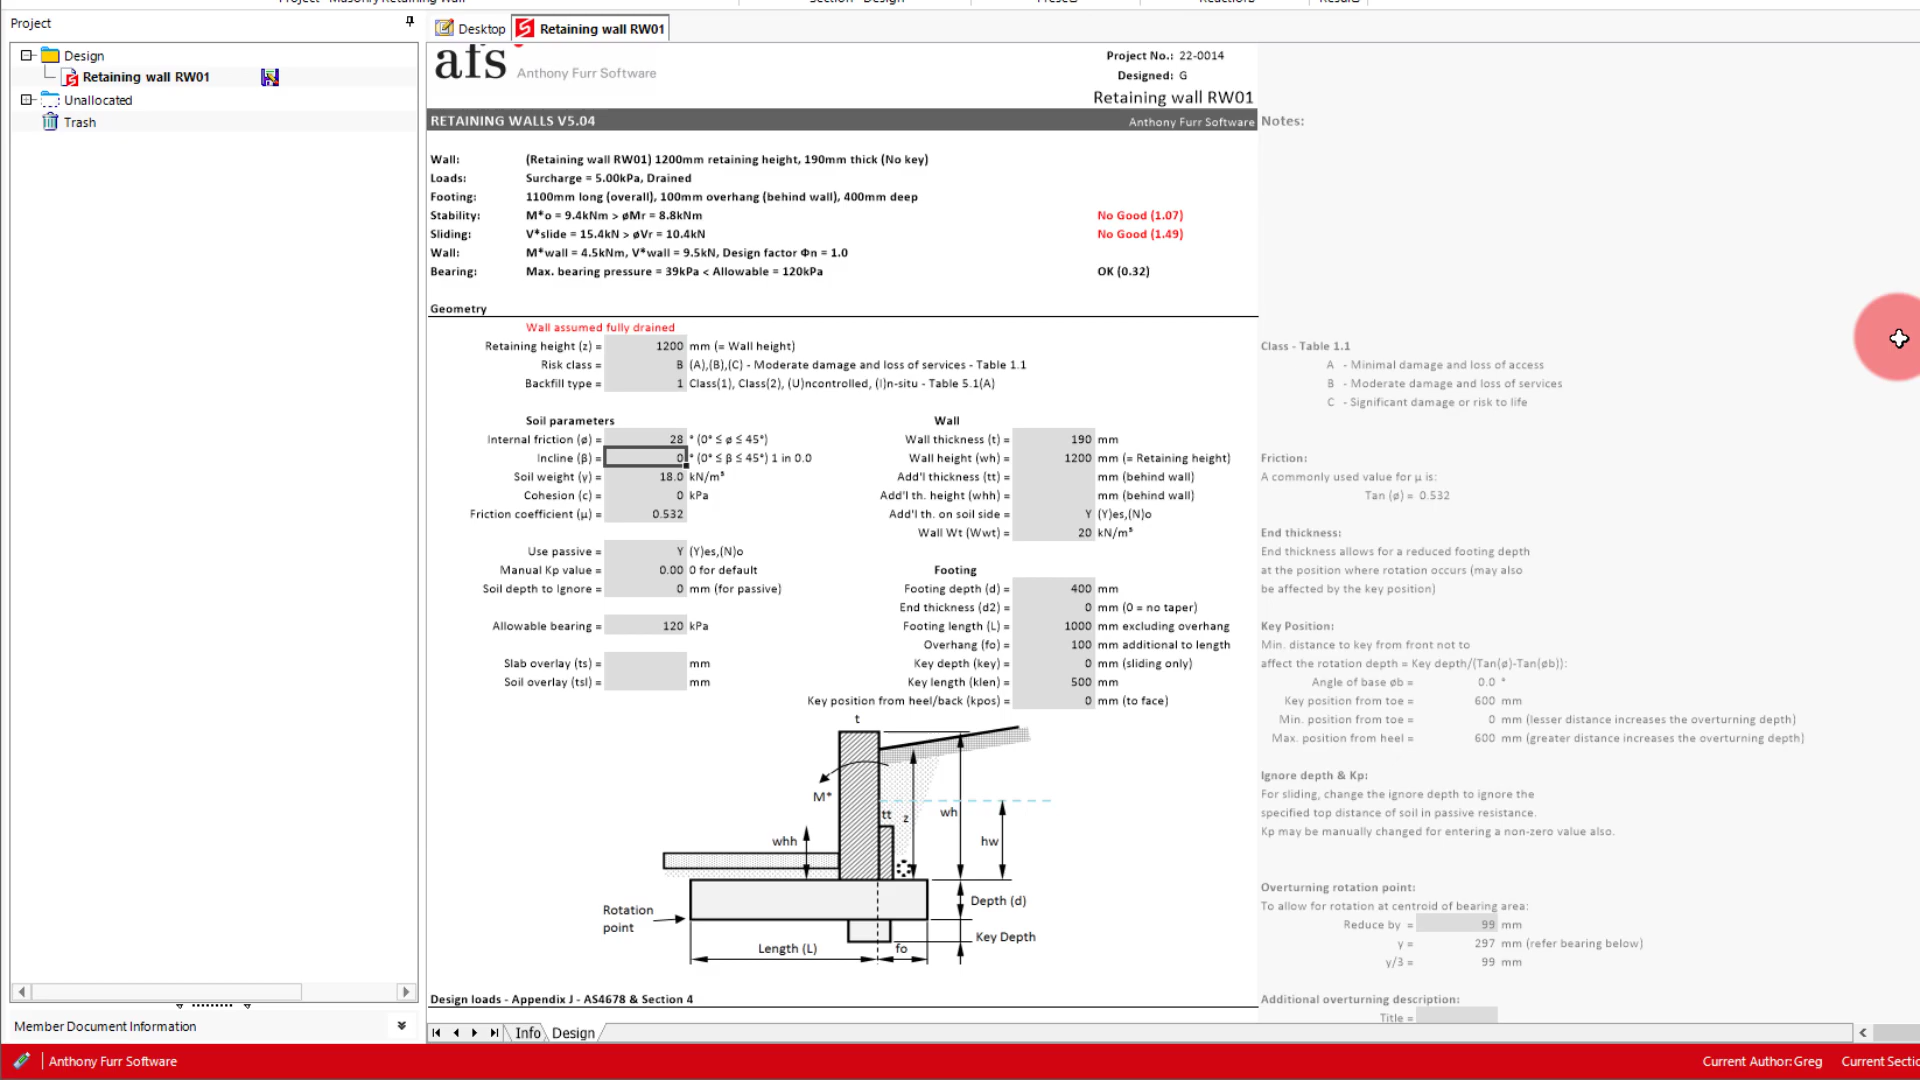 Project
Desktop
Retaining wall RW01
Design
Retaining wall RW01
Unallocated
Trash
afs Anthony Furr Software
Project No.: 22-0014
Designed: G
Retaining wall RW01
RETAINING WALLS V5.04 Anthony Furr Software
Notes:
Wall: (Retaining wall RW01) 1200mm retaining height, 190mm thick (No key)
Loads: Surcharge = 5.00kPa, Drained
Footing: 1100mm long (overall), 100mm overhang (behind wall), 400mm deep
Stability: M*o = 9.4kNm > øMr = 8.8kNm No Good (1.07)
Sliding: V*slide = 15.4kN > øVr = 10.4kN No Good (1.49)
Wall: M*wall = 4.5kNm, V*wall = 9.5kN, Design factor Φn = 1.0
Bearing: Max. bearing pressure = 39kPa < Allowable = 120kPa OK (0.32)
Geometry
Wall assumed fully drained
Retaining height (z) = 1200 mm (= Wall height)
Risk class = B (A),(B),(C) - Moderate damage and loss of services - Table 1.1
Backfill type = 1 Class(1), Class(2), (U)ncontrolled, (I)n-situ - Table 5.1(A)
Soil parameters
Internal friction (ø) = 28 ° (0° ≤ ø ≤ 45°)
Incline (β) = 0 ° (0° ≤ β ≤ 45°) 1 in 0.0
Soil weight (γ) = 18.0 kN/m³
Cohesion (c) = 0 kPa
Friction coefficient (μ) = 0.532
Use passive = Y (Y)es,(N)o
Manual Kp value = 0.00 0 for default
Soil depth to Ignore = 0 mm (for passive)
Allowable bearing = 120 kPa
Slab overlay (ts) = mm
Soil overlay (tsl) = mm
Wall
Wall thickness (t) = 190 mm
Wall height (wh) = 1200 mm (= Retaining height)
Add'l thickness (tt) = mm (behind wall)
Add'l th. height (whh) = mm (behind wall)
Add'l th. on soil side = Y (Y)es,(N)o
Wall Wt (Wwt) = 20 kN/m³
Footing
Footing depth (d) = 400 mm
End thickness (d2) = 0 mm (0 = no taper)
Footing length (L) = 1000 mm excluding overhang
Overhang (fo) = 100 mm additional to length
Key depth (key) = 0 mm (sliding only)
Key length (klen) = 500 mm
Key position from heel/back (kpos) = 0 mm (to face)
t
M*
tt
z
wh
whh
hw
Depth (d)
Rotation
point
Key Depth
Length (L)
fo
Design loads - Appendix J - AS4678 & Section 4
Class - Table 1.1
A - Minimal damage and loss of access
B - Moderate damage and loss of services
C - Significant damage or risk to life
Friction:
A commonly used value for μ is:
Tan (ø) = 0.532
End thickness:
End thickness allows for a reduced footing depth
at the position where rotation occurs (may also
be affected by the key position)
Key Position:
Min. distance to key from front not to
affect the rotation depth = Key depth/(Tan(ø)-Tan(øb)):
Angle of base øb = 0.0 °
Key position from toe = 600 mm
Min. position from toe = 0 mm (lesser distance increases the overturning depth)
Max. position from heel = 600 mm (greater distance increases the overturning depth)
Ignore depth & Kp:
For sliding, change the ignore depth to ignore the
specified top distance of soil in passive resistance.
Kp may be manually changed for entering a non-zero value also.
Overturning rotation point:
To allow for rotation at centroid of bearing area:
Reduce by = 99 mm
y = 297 mm (refer bearing below)
y/3 = 99 mm
Additional overturning description:
Title =
Member Document Information
Info
Design
Anthony Furr Software
Current Author:Greg
Current Sectio